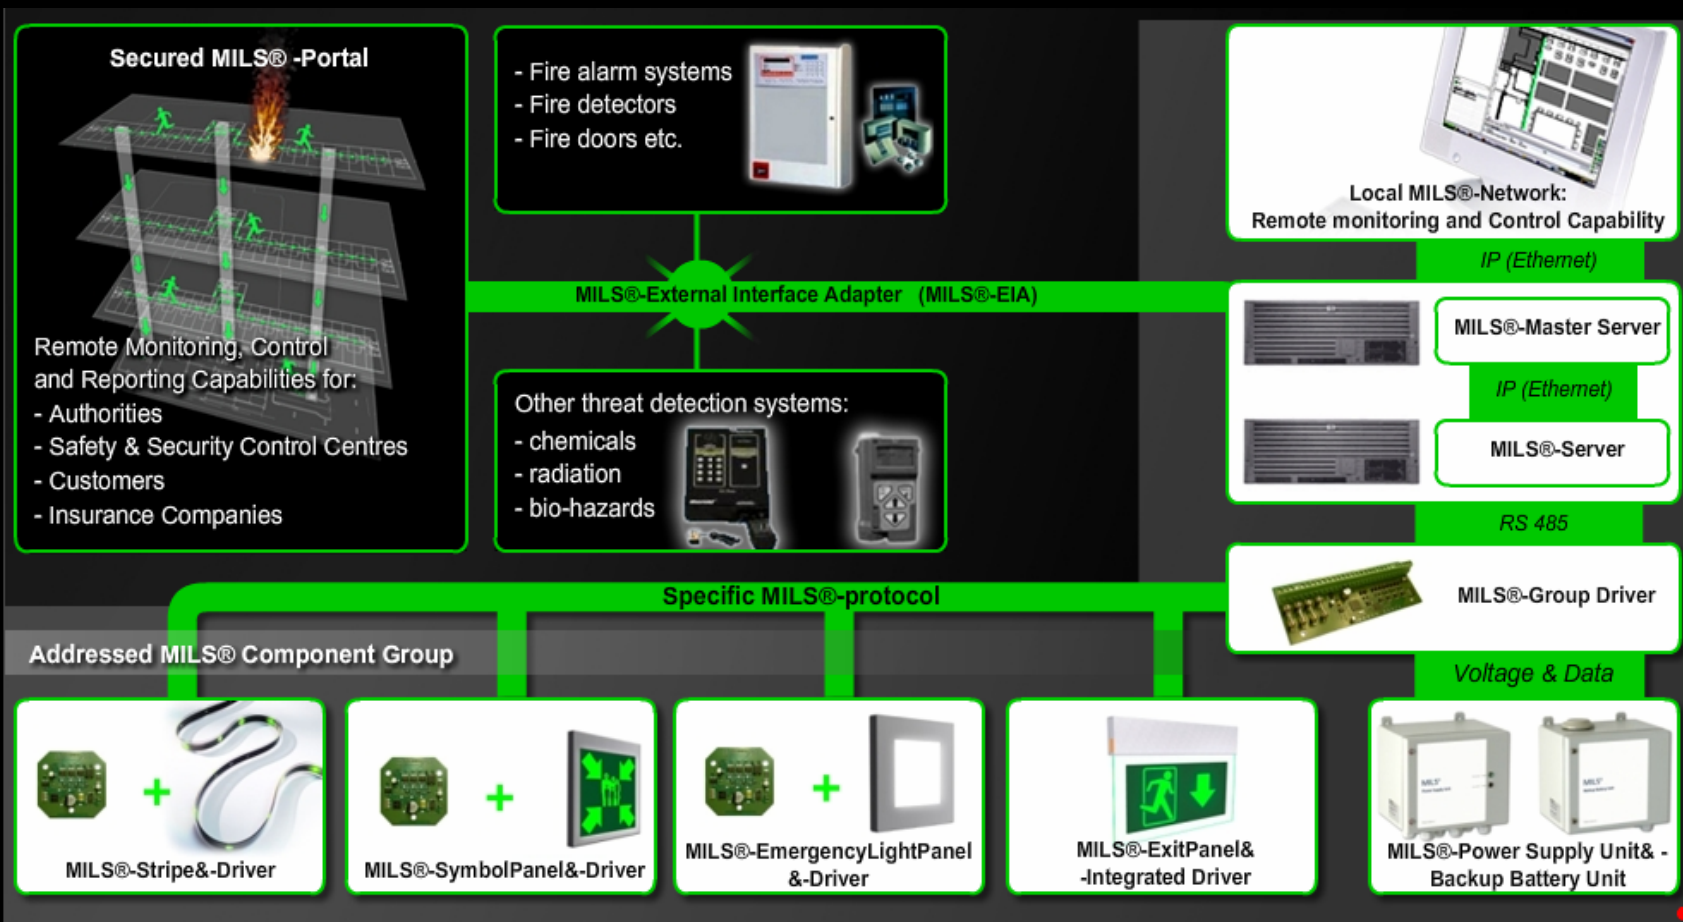 Secured MILS® -Portal
Remote Monitoring, Control
and Reporting Capabilities for:
- Authorities
- Safety & Security Control Centres
- Customers
- Insurance Companies
- Fire alarm systems
- Fire detectors
- Fire doors etc.
MILS®-External Interface Adapter (MILS®-EIA)
Other threat detection systems:
- chemicals
- radiation
- bio-hazards
Local MILS®-Network:
Remote monitoring and Control Capability
IP (Ethernet)
MILS®-Master Server
IP (Ethernet)
MILS®-Server
RS 485
MILS®-Group Driver
Voltage & Data
Specific MILS®-protocol
Addressed MILS® Component Group
MILS®-Stripe&-Driver
MILS®-SymbolPanel&-Driver
MILS®-EmergencyLightPanel
&-Driver
MILS®-ExitPanel&
-Integrated Driver
MILS®-Power Supply Unit& -
Backup Battery Unit